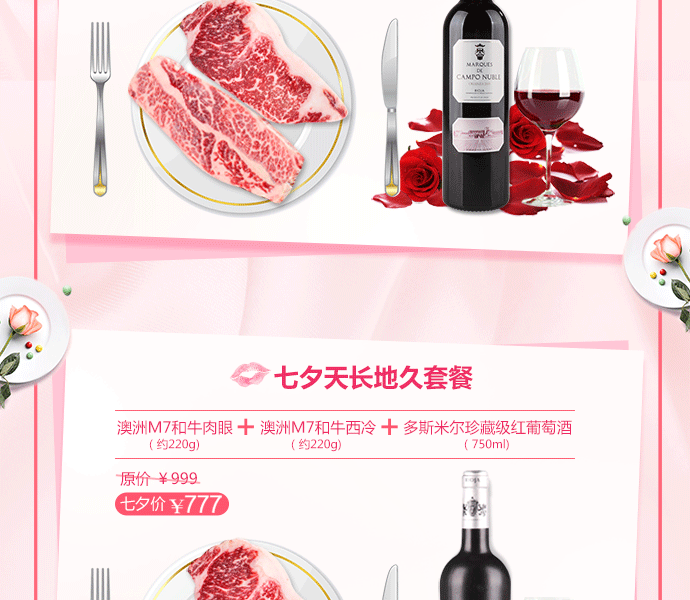 MARQUES
DE
CAMPO NUBLE
RIOJA
七夕天长地久套餐
澳洲M7和牛肉眼 + 澳洲M7和牛西冷 + 多斯米尔珍藏级红葡萄酒
( 约220g) ( 约220g) ( 750ml)
原价 ￥999
七夕价 ¥777